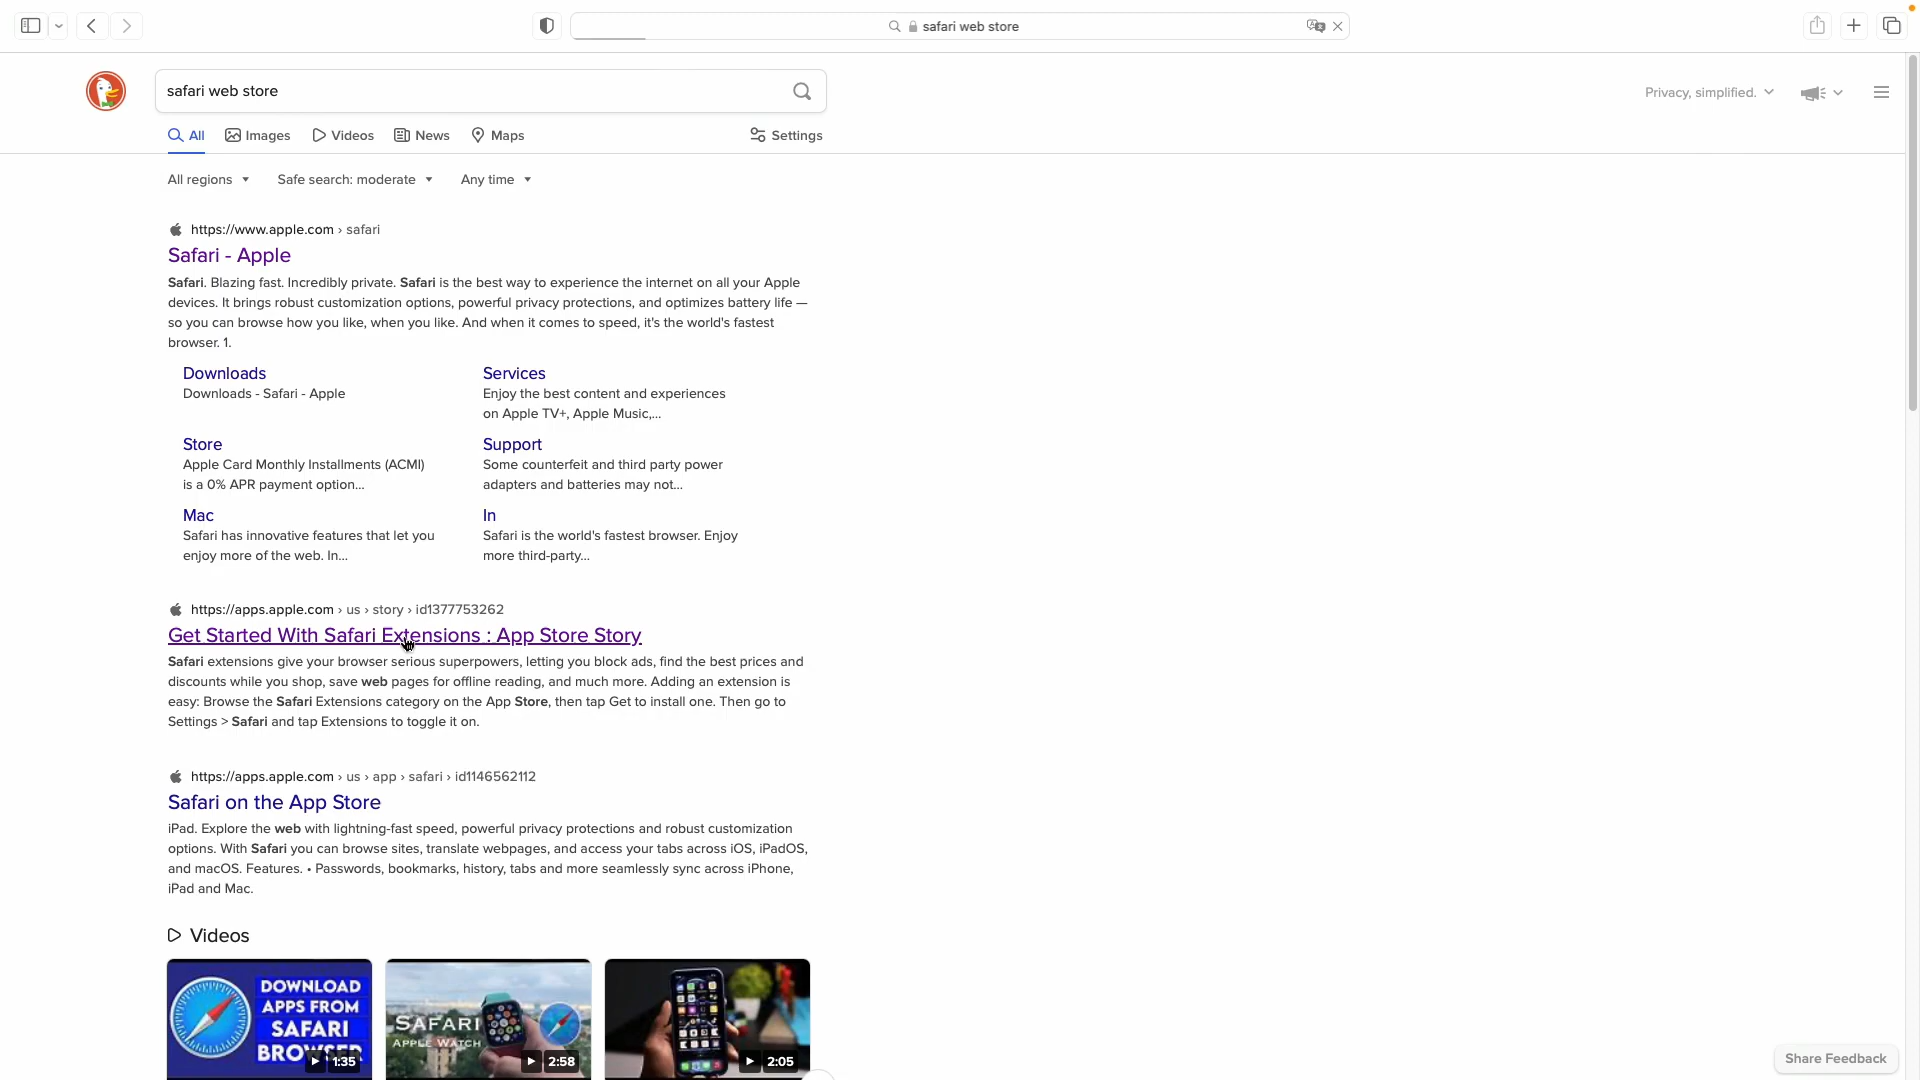 safari web store
safari web store
Privacy, simplified.
All Images Videos News Maps Settings
All regions Safe search: moderate Any time
https://www.apple.com › safari
Safari - Apple
Safari. Blazing fast. Incredibly private. Safari is the best way to experience the internet on all your Apple
devices. It brings robust customization options, powerful privacy protections, and optimizes battery life —
so you can browse how you like, when you like. And when it comes to speed, it's the world's fastest
browser. 1.
Downloads
Downloads - Safari - Apple
Services
Enjoy the best content and experiences
on Apple TV+, Apple Music,...
Store
Apple Card Monthly Installments (ACMI)
is a 0% APR payment option...
Support
Some counterfeit and third party power
adapters and batteries may not...
Mac
Safari has innovative features that let you
enjoy more of the web. In...
In
Safari is the world's fastest browser. Enjoy
more third-party...
https://apps.apple.com › us › story › id1377753262
Get Started With Safari Extensions : App Store Story
Safari extensions give your browser serious superpowers, letting you block ads, find the best prices and
discounts while you shop, save web pages for offline reading, and much more. Adding an extension is
easy: Browse the Safari Extensions category on the App Store, then tap Get to install one. Then go to
Settings > Safari and tap Extensions to toggle it on.
https://apps.apple.com › us › app › safari › id1146562112
Safari on the App Store
iPad. Explore the web with lightning-fast speed, powerful privacy protections and robust customization
options. With Safari you can browse sites, translate webpages, and access your tabs across iOS, iPadOS,
and macOS. Features. • Passwords, bookmarks, history, tabs and more seamlessly sync across iPhone,
iPad and Mac.
Videos
DOWNLOAD
APPS FROM
SAFARI
BROWSER
1:35
SAFARI
APPLE WATCH
2:58
2:05
Share Feedback